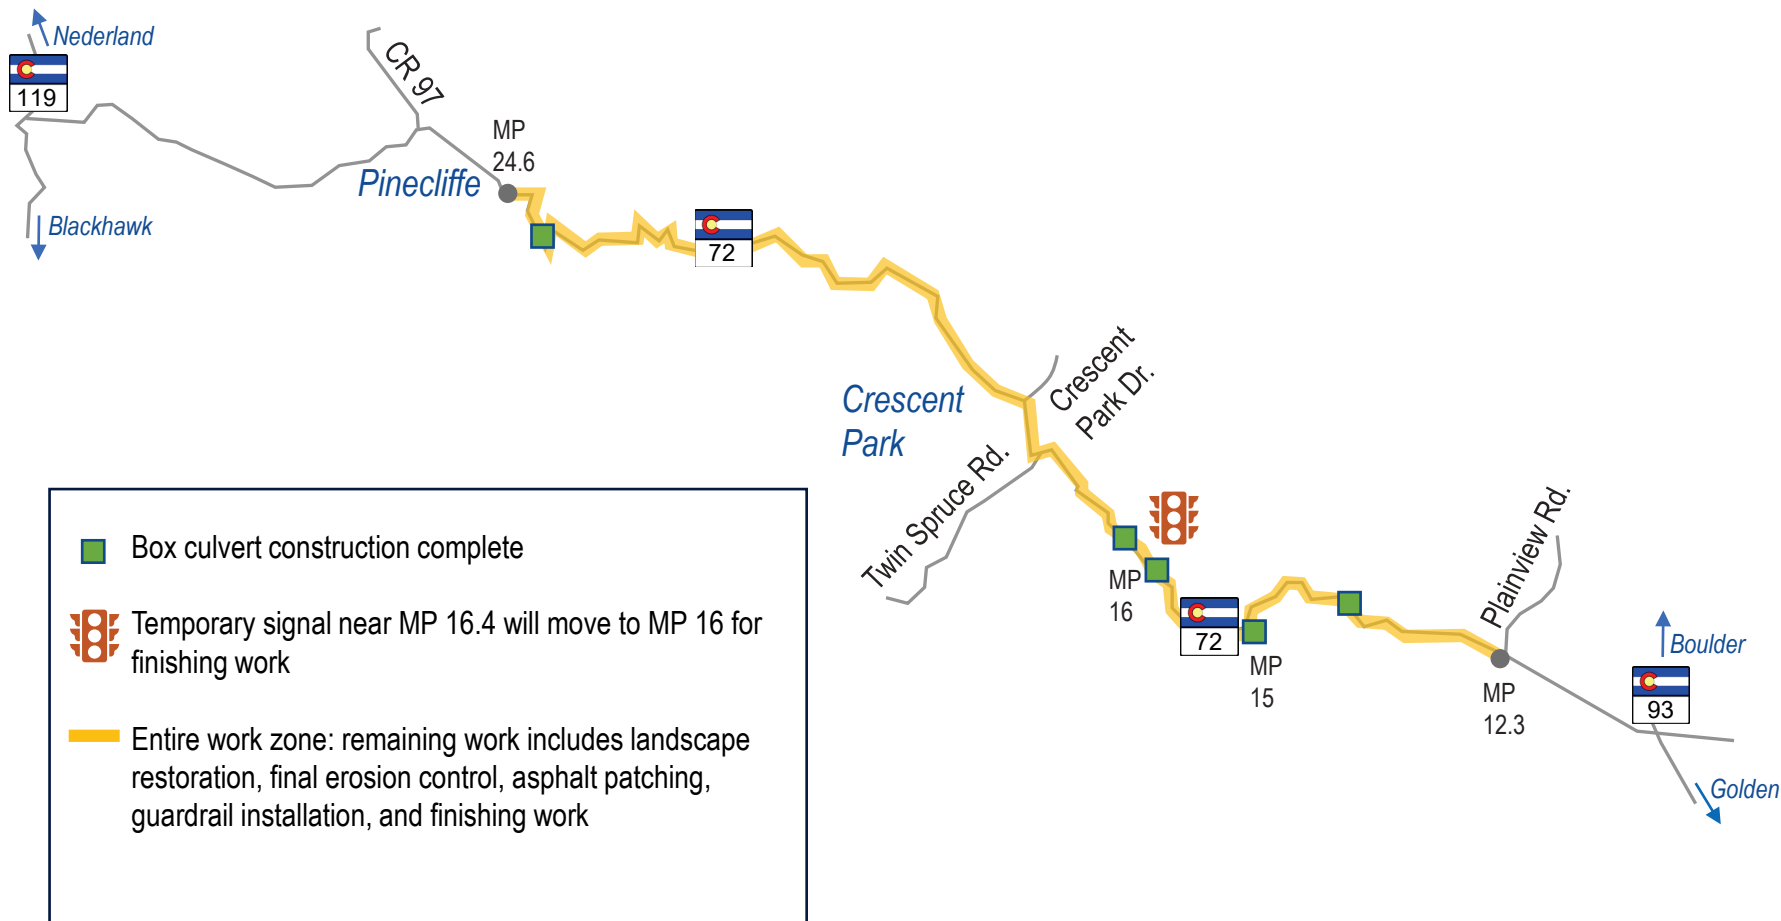 Nederland
119
Blackhawk
CR 97
MP
24.6
Pinecliffe
72
Crescent
Park
Crescent
Park Dr.
Twin Spruce Rd.
MP
16
72
MP
15
Plainview Rd.
MP
12.3
Boulder
93
Golden
Box culvert construction complete
Temporary signal near MP 16.4 will move to MP 16 for
finishing work
Entire work zone: remaining work includes landscape
restoration, final erosion control, asphalt patching,
guardrail installation, and finishing work